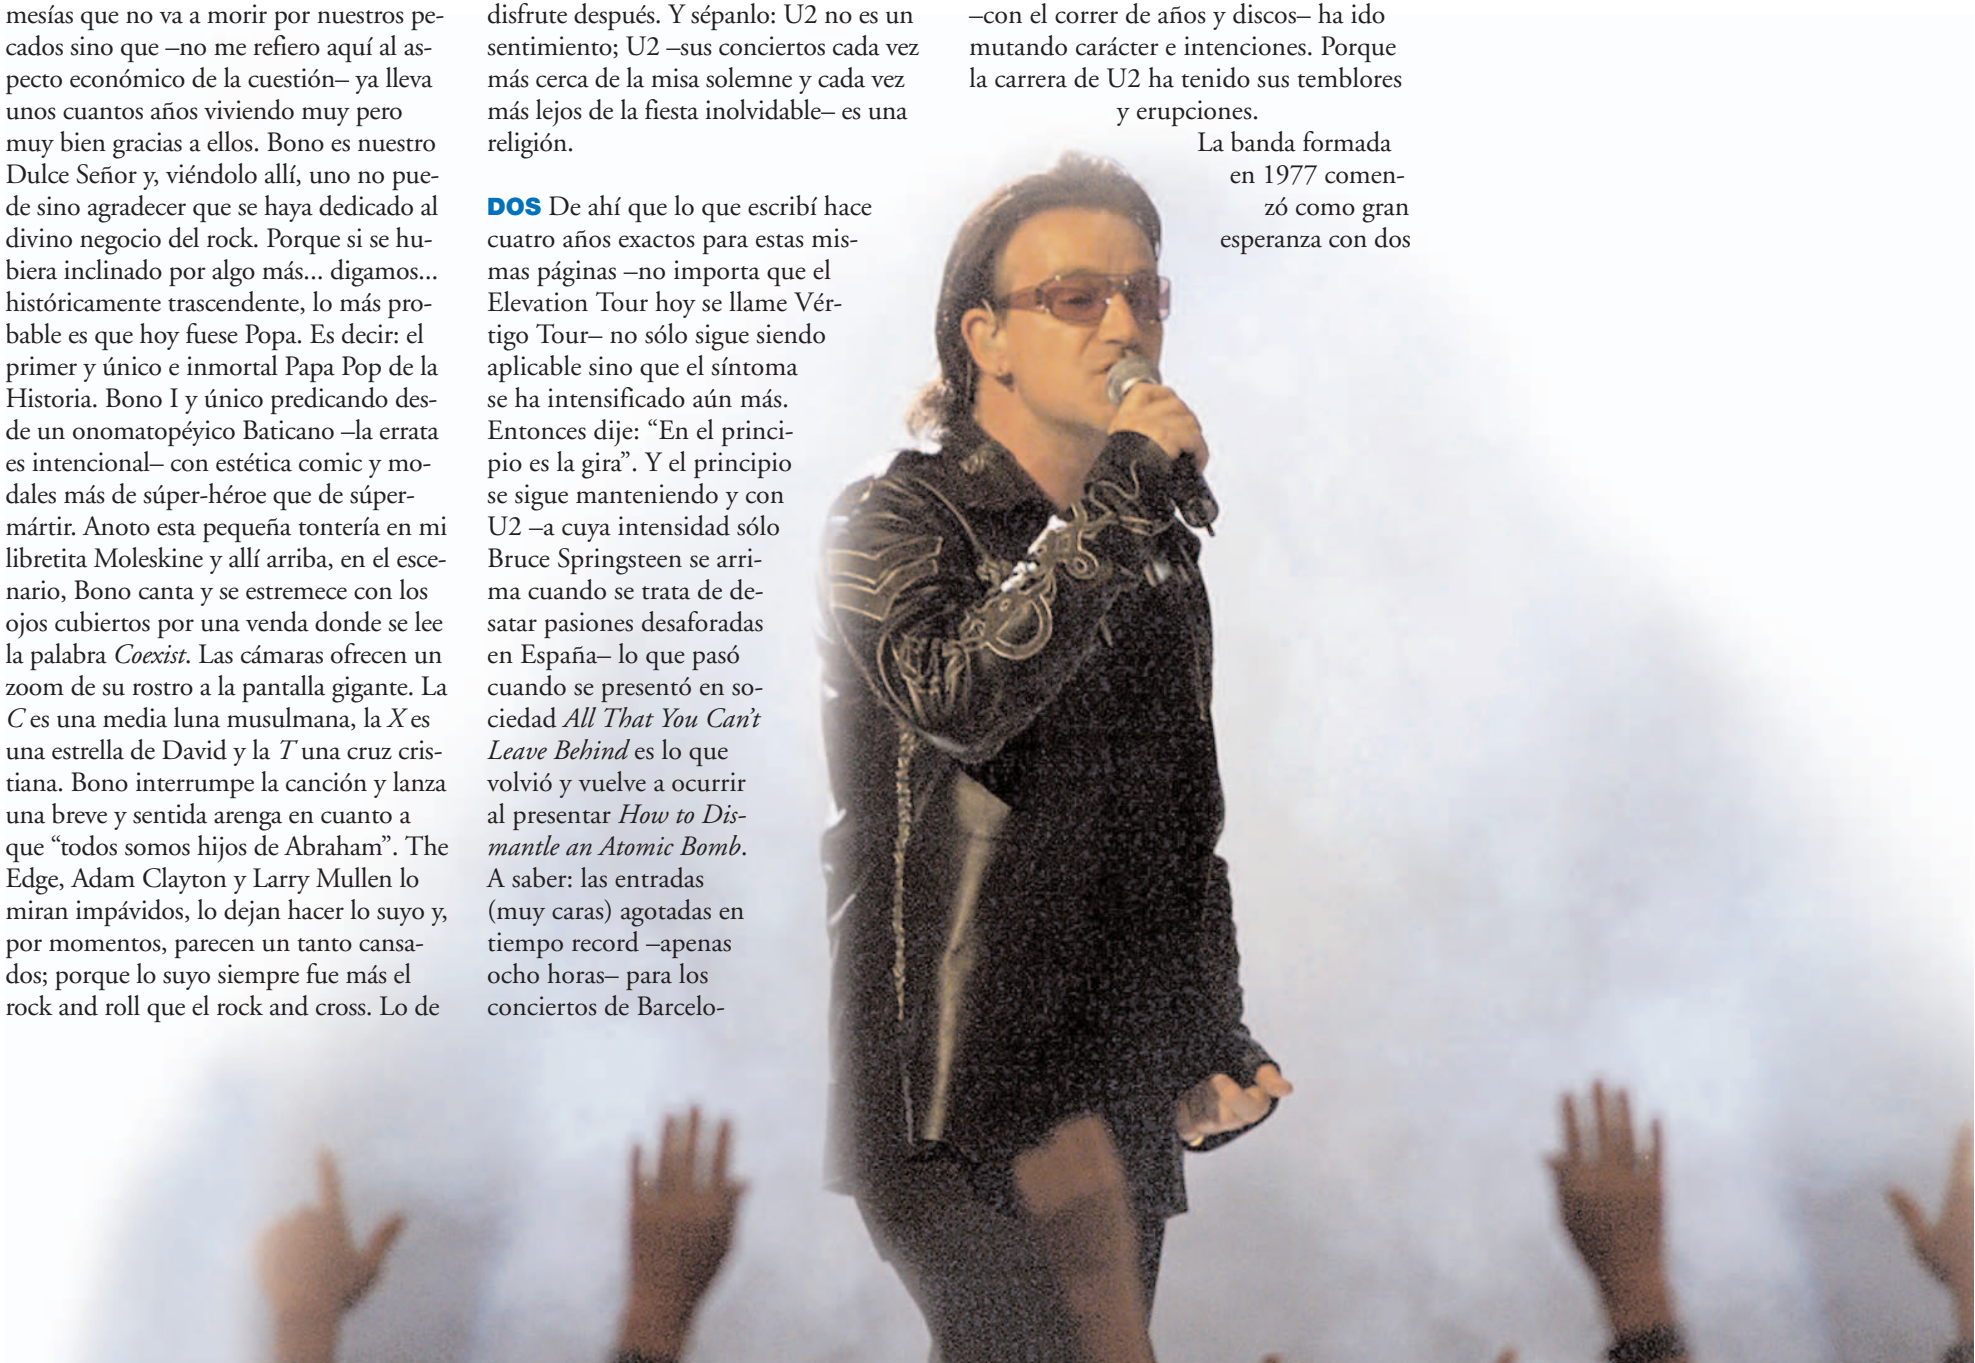 mesías que no va a morir por nuestros pe-
cados sino que –no me refiero aquí al as-
pecto económico de la cuestión– ya lleva
unos cuantos años viviendo muy pero
muy bien gracias a ellos. Bono es nuestro
Dulce Señor y, viéndolo allí, uno no pue-
de sino agradecer que se haya dedicado al
divino negocio del rock. Porque si se hu-
biera inclinado por algo más... digamos...
históricamente trascendente, lo más pro-
bable es que hoy fuese Popa. Es decir: el
primer y único e inmortal Papa Pop de la
Historia. Bono I y único predicando des-
de un onomatopéyico Baticano –la errata
es intencional– con estética comic y mo-
dales más de súper-héroe que de súper-
mártir. Anoto esta pequeña tontería en mi
libretita Moleskine y allí arriba, en el esce-
nario, Bono canta y se estremece con los
ojos cubiertos por una venda donde se lee
la palabra Coexist. Las cámaras ofrecen un
zoom de su rostro a la pantalla gigante. La
C es una media luna musulmana, la X es
una estrella de David y la T una cruz cris-
tiana. Bono interrumpe la canción y lanza
una breve y sentida arenga en cuanto a
que “todos somos hijos de Abraham”. The
Edge, Adam Clayton y Larry Mullen lo
miran impávidos, lo dejan hacer lo suyo y,
por momentos, parecen un tanto cansa-
dos; porque lo suyo siempre fue más el
rock and roll que el rock and cross. Lo de
disfrute después. Y sépanlo: U2 no es un
sentimiento; U2 –sus conciertos cada vez
más cerca de la misa solemne y cada vez
más lejos de la fiesta inolvidable– es una
religión.
DOS De ahí que lo que escribí hace
cuatro años exactos para estas mis-
mas páginas –no importa que el
Elevation Tour hoy se llame Vér-
tigo Tour– no sólo sigue siendo
aplicable sino que el síntoma
se ha intensificado aún más.
Entonces dije: “En el princi-
pio es la gira”. Y el principio
se sigue manteniendo y con
U2 –a cuya intensidad sólo
Bruce Springsteen se arri-
ma cuando se trata de de-
satar pasiones desaforadas
en España– lo que pasó
cuando se presentó en so-
ciedad All That You Can’t
Leave Behind es lo que
volvió y vuelve a ocurrir
al presentar How to Dis-
mantle an Atomic Bomb.
A saber: las entradas
(muy caras) agotadas en
tiempo record –apenas
ocho horas– para los
conciertos de Barcelo-
–con el correr de años y discos– ha ido
mutando carácter e intenciones. Porque
la carrera de U2 ha tenido sus temblores
y erupciones.
La banda formada
en 1977 comen-
zó como gran
esperanza con dos